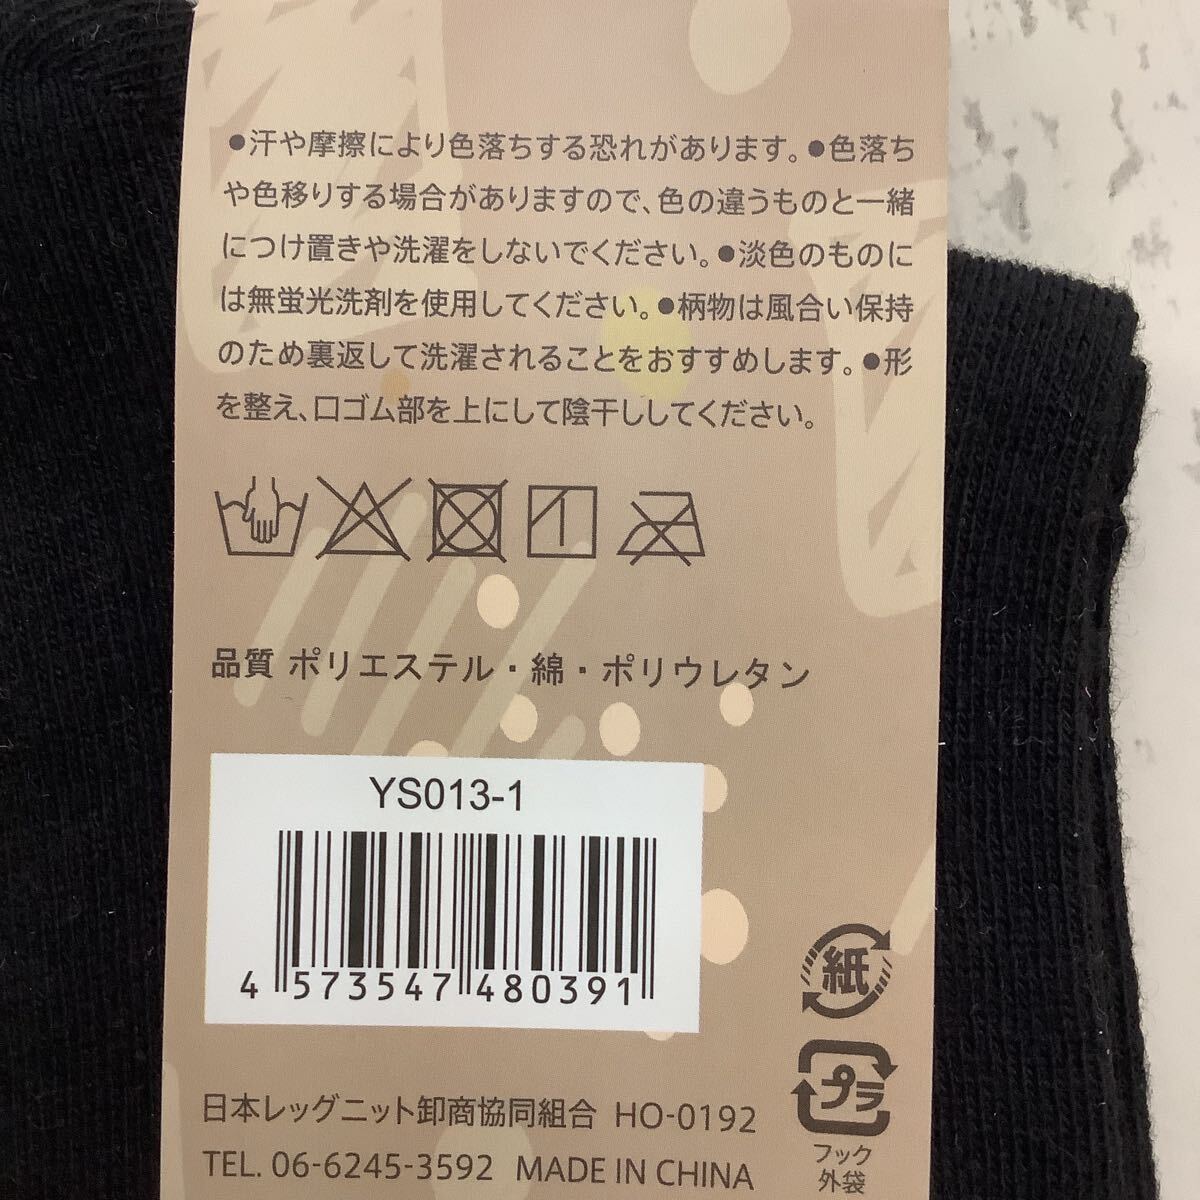 ●汗や摩擦により色落ちする恐れがあります。●色落ち
や色移りする場合がありますので、色の違うものと一緒
につけ置きや洗濯をしないでください。●淡色のものに
は無蛍光洗剤を使用してください。●柄物は風合い保持
のため裏返して洗濯されることをおすすめします。●形
を整え、口ゴム部を上にして陰干ししてください。
品質 ポリエステル・綿・ポリウレタン
YS013-1
4 573547 480391
紙
プラ
フック
外袋
日本レッグニット卸商協同組合 HO-0192
TEL. 06-6245-3592 MADE IN CHINA